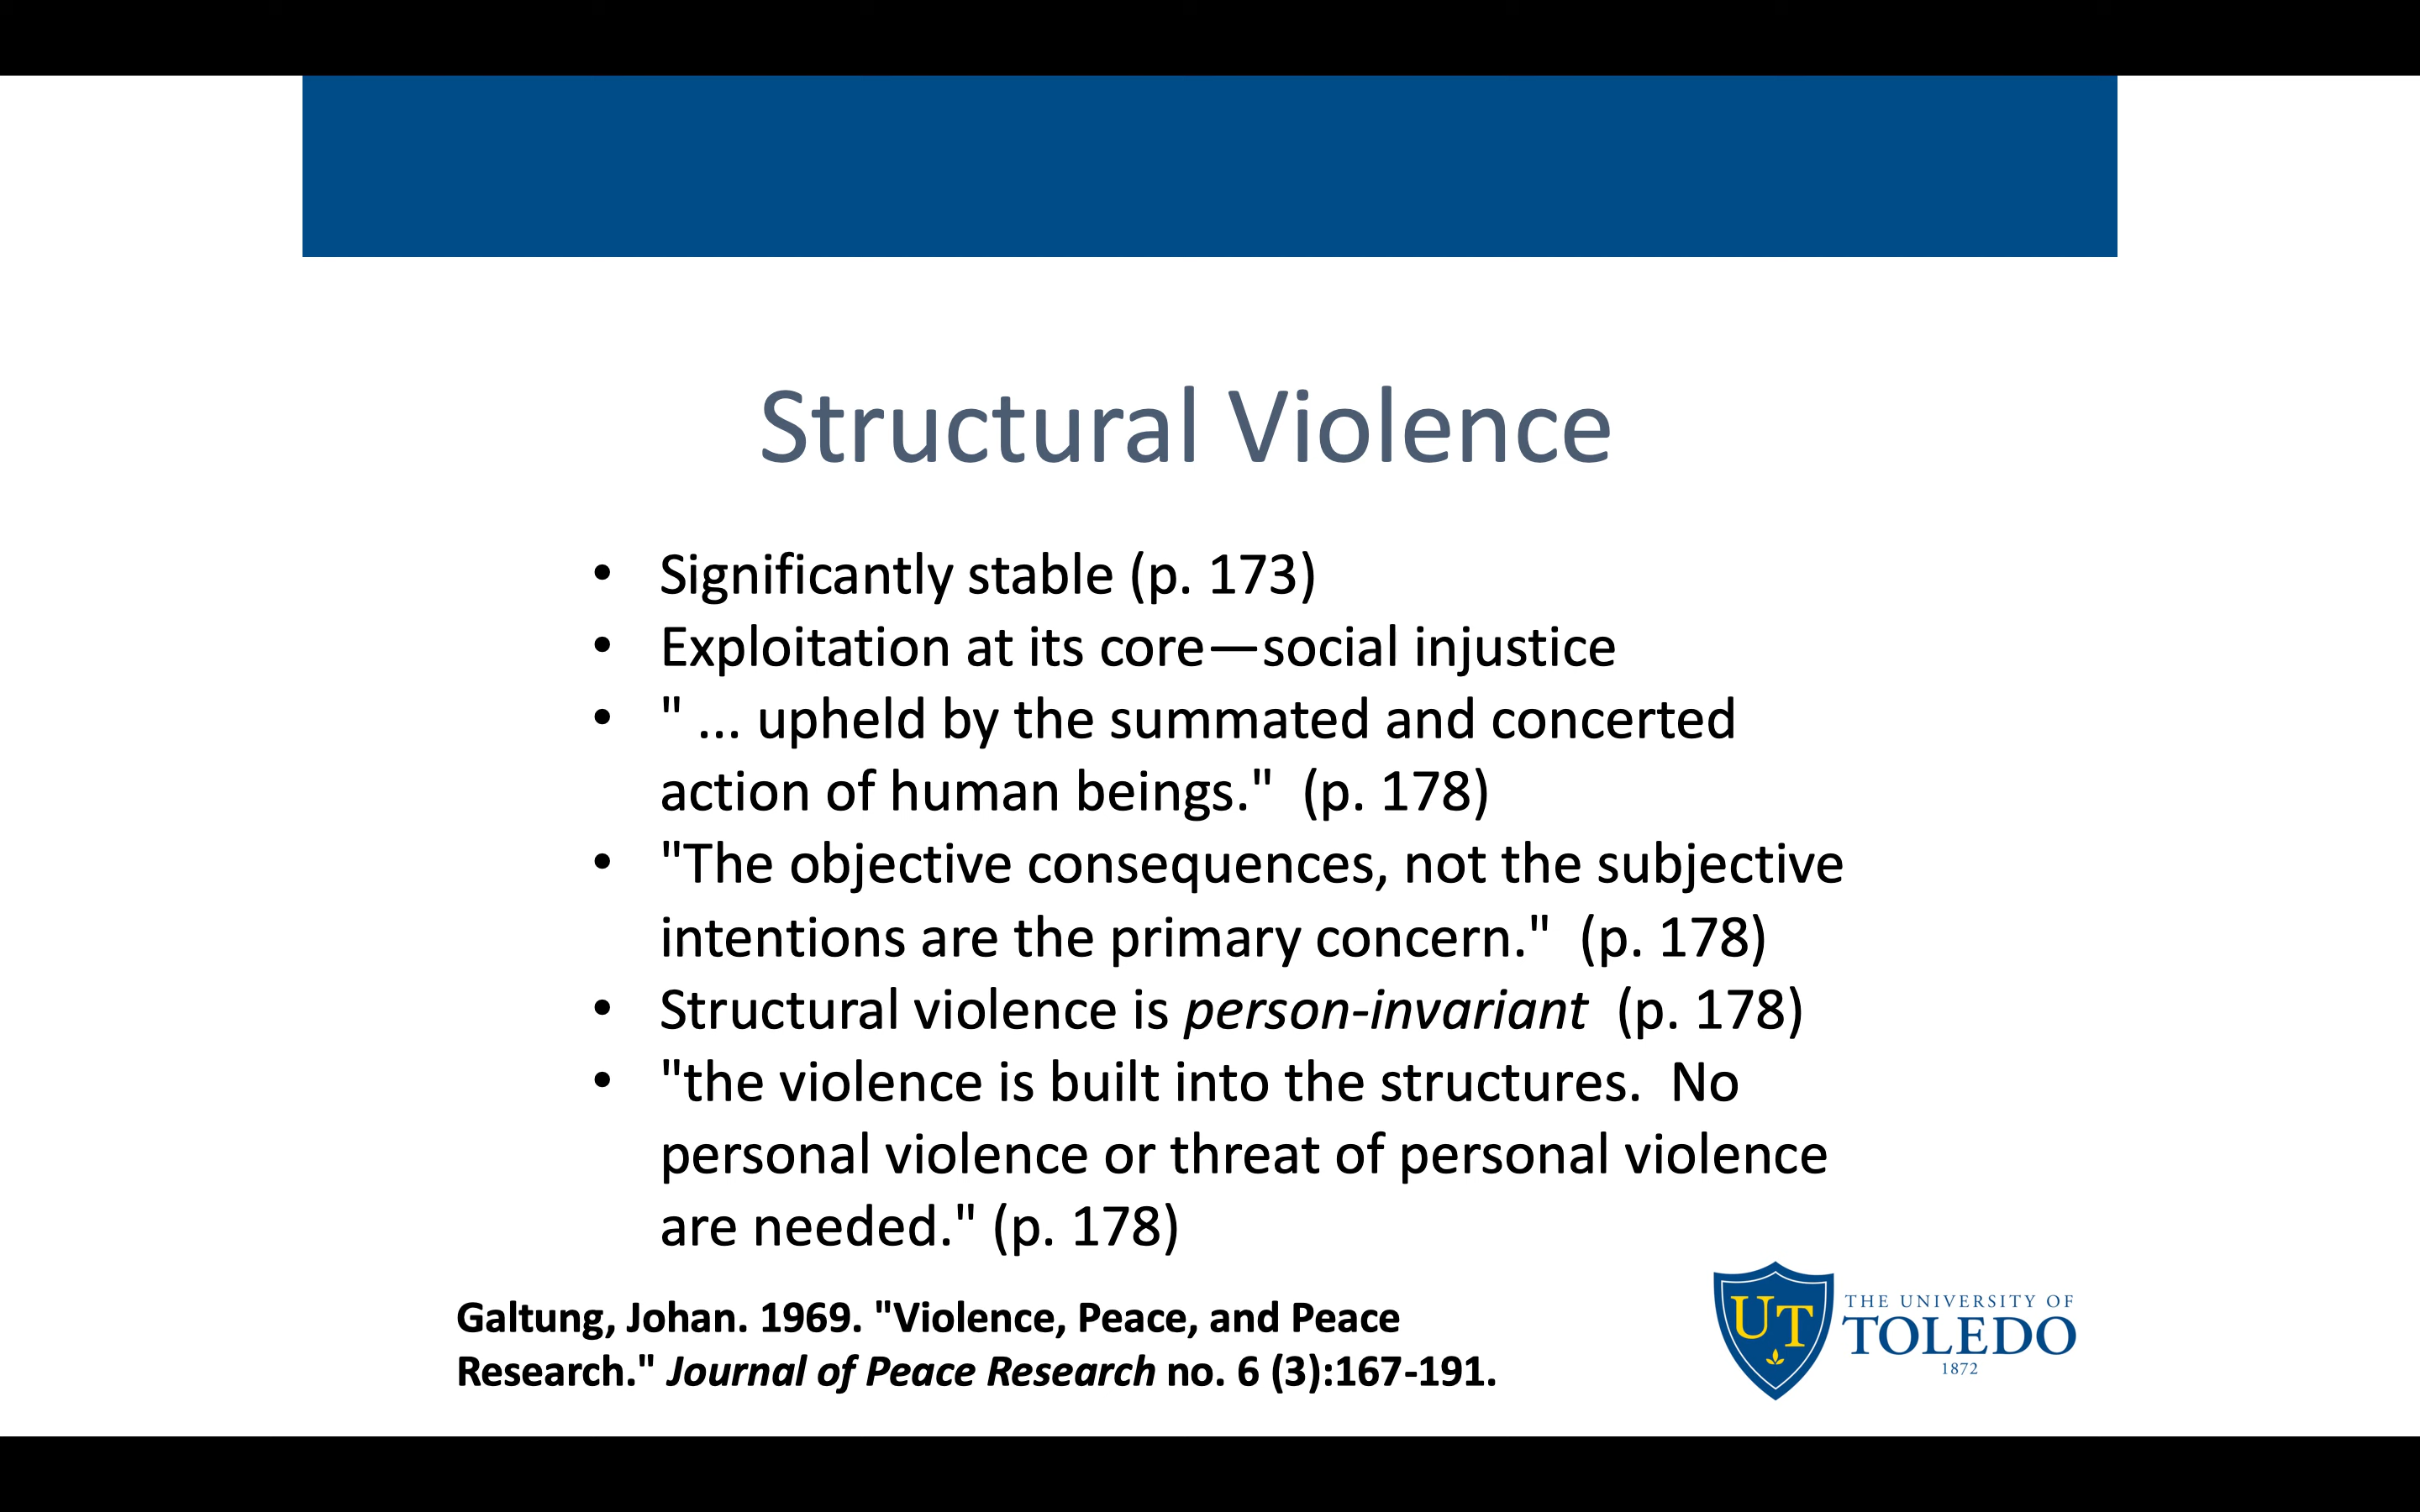 Structural Violence
• Significantly stable (p. 173)
• Exploitation at its core—social injustice
• " ... upheld by the summated and concerted
action of human beings."  (p. 178)
• "The objective consequences, not the subjective
intentions are the primary concern."  (p. 178)
• Structural violence is person-invariant  (p. 178)
• "the violence is built into the structures.  No
personal violence or threat of personal violence
are needed." (p. 178)
Galtung, Johan. 1969. "Violence, Peace, and Peace
Research." Journal of Peace Research no. 6 (3):167-191.
UT
THE UNIVERSITY OF
TOLEDO
1872